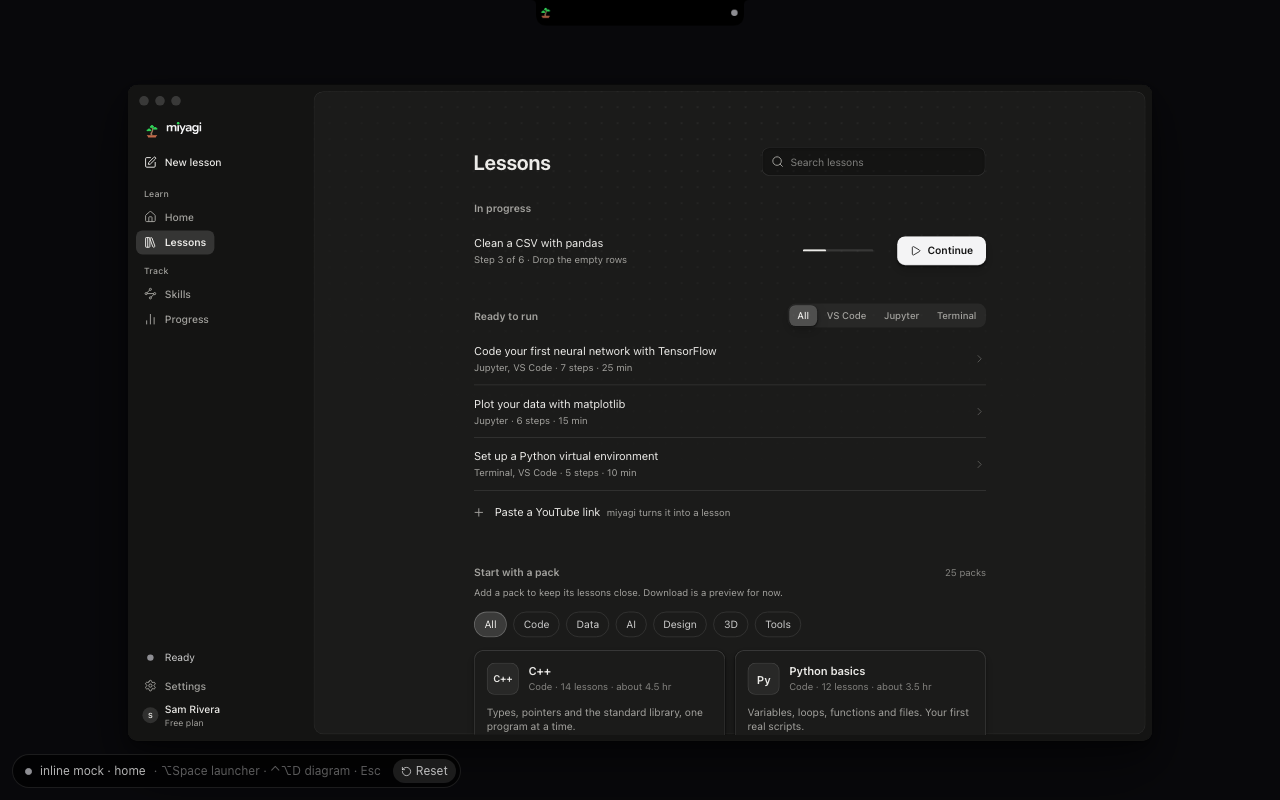 miyagi
New lesson
Learn
Home
Lessons
Track
Skills
Progress
Ready
Settings
S
Sam Rivera
Free plan
Lessons
Search lessons
In progress
Clean a CSV with pandas
Step 3 of 6 · Drop the empty rows
Continue
Ready to run
All VS Code Jupyter Terminal
Code your first neural network with TensorFlow
Jupyter, VS Code · 7 steps · 25 min
Plot your data with matplotlib
Jupyter · 6 steps · 15 min
Set up a Python virtual environment
Terminal, VS Code · 5 steps · 10 min
Paste a YouTube link miyagi turns it into a lesson
Start with a pack
25 packs
Add a pack to keep its lessons close. Download is a preview for now.
All Code Data AI Design 3D Tools
C++
C++
Code · 14 lessons · about 4.5 hr
Types, pointers and the standard library, one
program at a time.
Py
Python basics
Code · 12 lessons · about 3.5 hr
Variables, loops, functions and files. Your first
real scripts.
inline mock · home · ⌥Space launcher · ^⌥D diagram · Esc
Reset